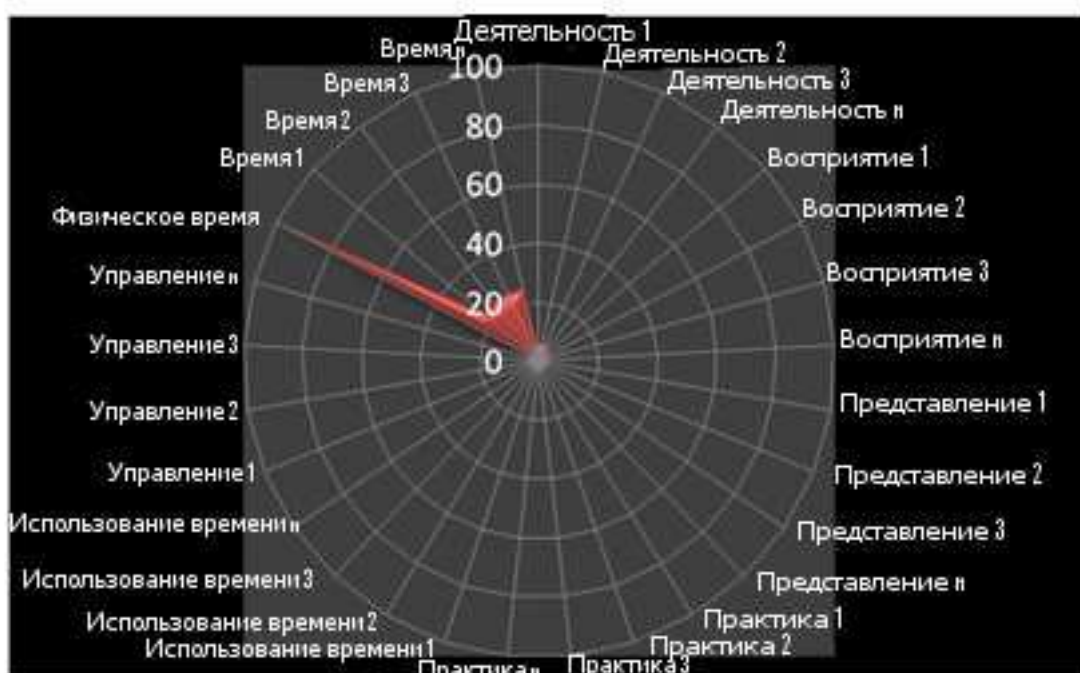 Деятельность 1
Деятельность 2
Деятельность 3
Деятельность n
Восприятие 1
Восприятие 2
Восприятие 3
Восприятие n
Представление 1
Представление 2
Представление 3
Представление n
Практика 1
Практика 2
Практика 3
Практика n
Использование времени 1
Использование времени 2
Использование времени 3
Использование времени n
Управление 1
Управление 2
Управление 3
Управление n
Физическое время
Время 1
Время 2
Время 3
Время n
100
80
60
40
20
0